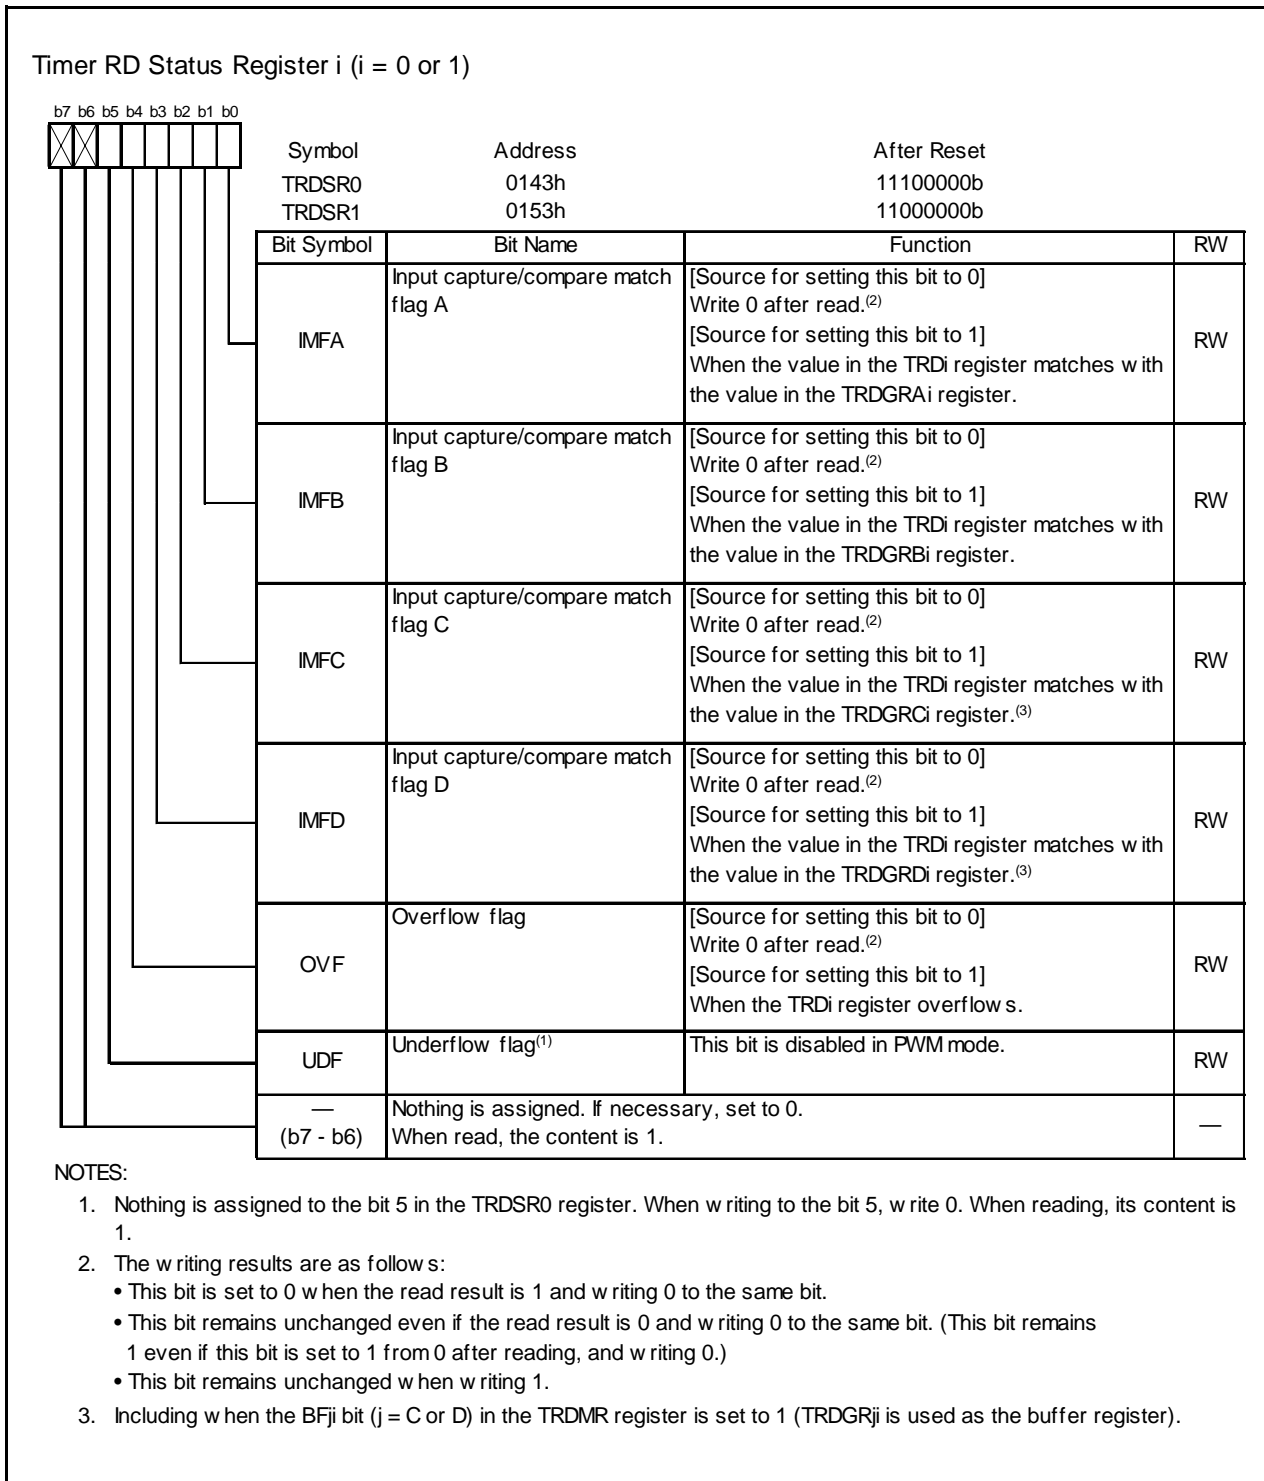 Timer RD Status Register i (i = 0 or 1)
b7 b6 b5 b4 b3 b2 b1 b0
Symbol Address After Reset
TRDSR0 0143h 11100000b
TRDSR1 0153h 11000000b
Bit Symbol Bit Name Function RW
IMFA
Input capture/compare match
flag A
[Source for setting this bit to 0]
Write 0 after read.(2)
[Source for setting this bit to 1]
When the value in the TRDi register matches with
the value in the TRDGRAi register.
RW
IMFB
Input capture/compare match
flag B
[Source for setting this bit to 0]
Write 0 after read.(2)
[Source for setting this bit to 1]
When the value in the TRDi register matches with
the value in the TRDGRBi register.
RW
IMFC
Input capture/compare match
flag C
[Source for setting this bit to 0]
Write 0 after read.(2)
[Source for setting this bit to 1]
When the value in the TRDi register matches with
the value in the TRDGRCi register.(3)
RW
IMFD
Input capture/compare match
flag D
[Source for setting this bit to 0]
Write 0 after read.(2)
[Source for setting this bit to 1]
When the value in the TRDi register matches with
the value in the TRDGRDi register.(3)
RW
OVF
Overflow flag
[Source for setting this bit to 0]
Write 0 after read.(2)
[Source for setting this bit to 1]
When the TRDi register overflows.
RW
UDF
Underflow flag(1)
This bit is disabled in PWM mode.
RW
—
(b7 - b6)
Nothing is assigned. If necessary, set to 0.
When read, the content is 1.
—
NOTES:
1. Nothing is assigned to the bit 5 in the TRDSR0 register. When writing to the bit 5, write 0. When reading, its content is
1.
2. The writing results are as follows:
• This bit is set to 0 when the read result is 1 and writing 0 to the same bit.
• This bit remains unchanged even if the read result is 0 and writing 0 to the same bit. (This bit remains
1 even if this bit is set to 1 from 0 after reading, and writing 0.)
• This bit remains unchanged when writing 1.
3. Including when the BFji bit (j = C or D) in the TRDMR register is set to 1 (TRDGRji is used as the buffer register).